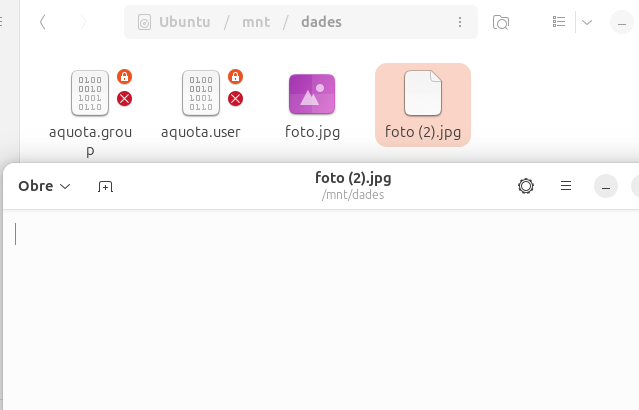 Ubuntu / mnt / dades
0100
0010
1001
0110
0100
0010
1001
0110
aquota.grou
p
aquota.user
foto.jpg
foto (2).jpg
Obre
foto (2).jpg
/mnt/dades